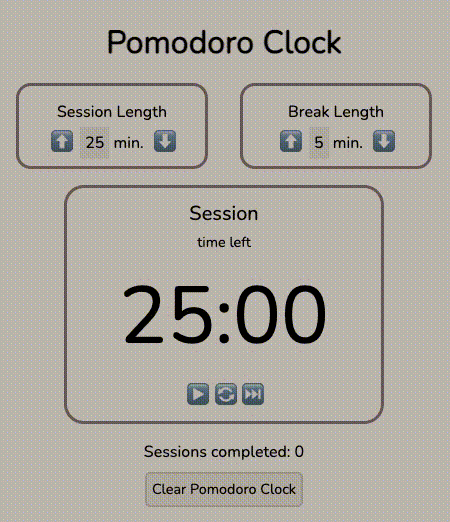 Pomodoro Clock
Session Length
25 min.
Break Length
5 min.
Session
time left
25:00
Sessions completed: 0
Clear Pomodoro Clock